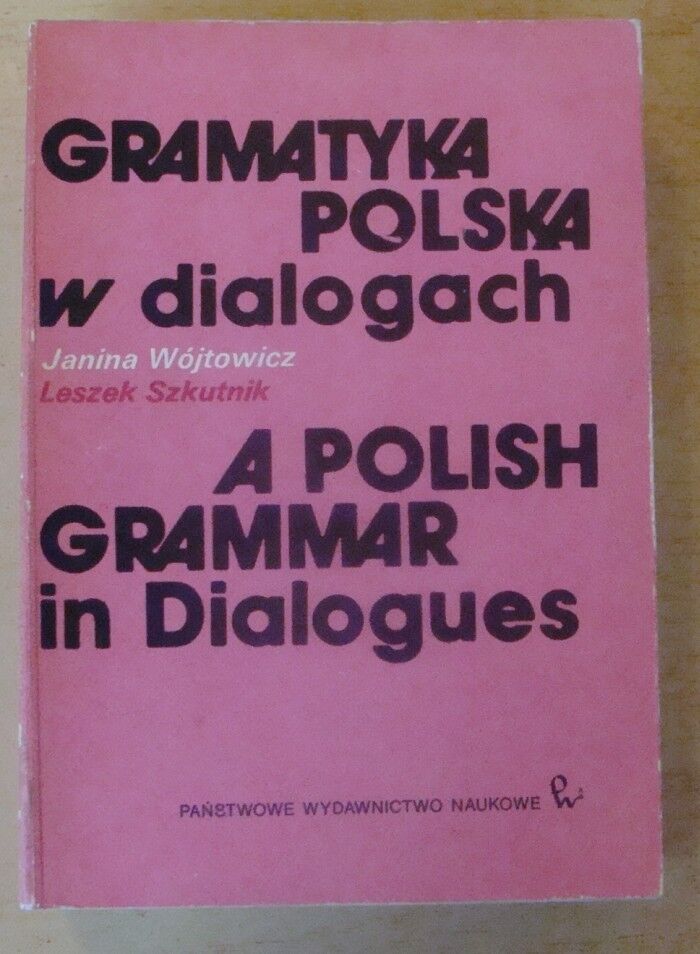 GRAMATYKA
POLSKA
w dialogach
Janina Wójtowicz
Leszek Szkutnik
A POLISH
GRAMMAR
in Dialogues
PAŃSTWOWE WYDAWNICTWO NAUKOWE